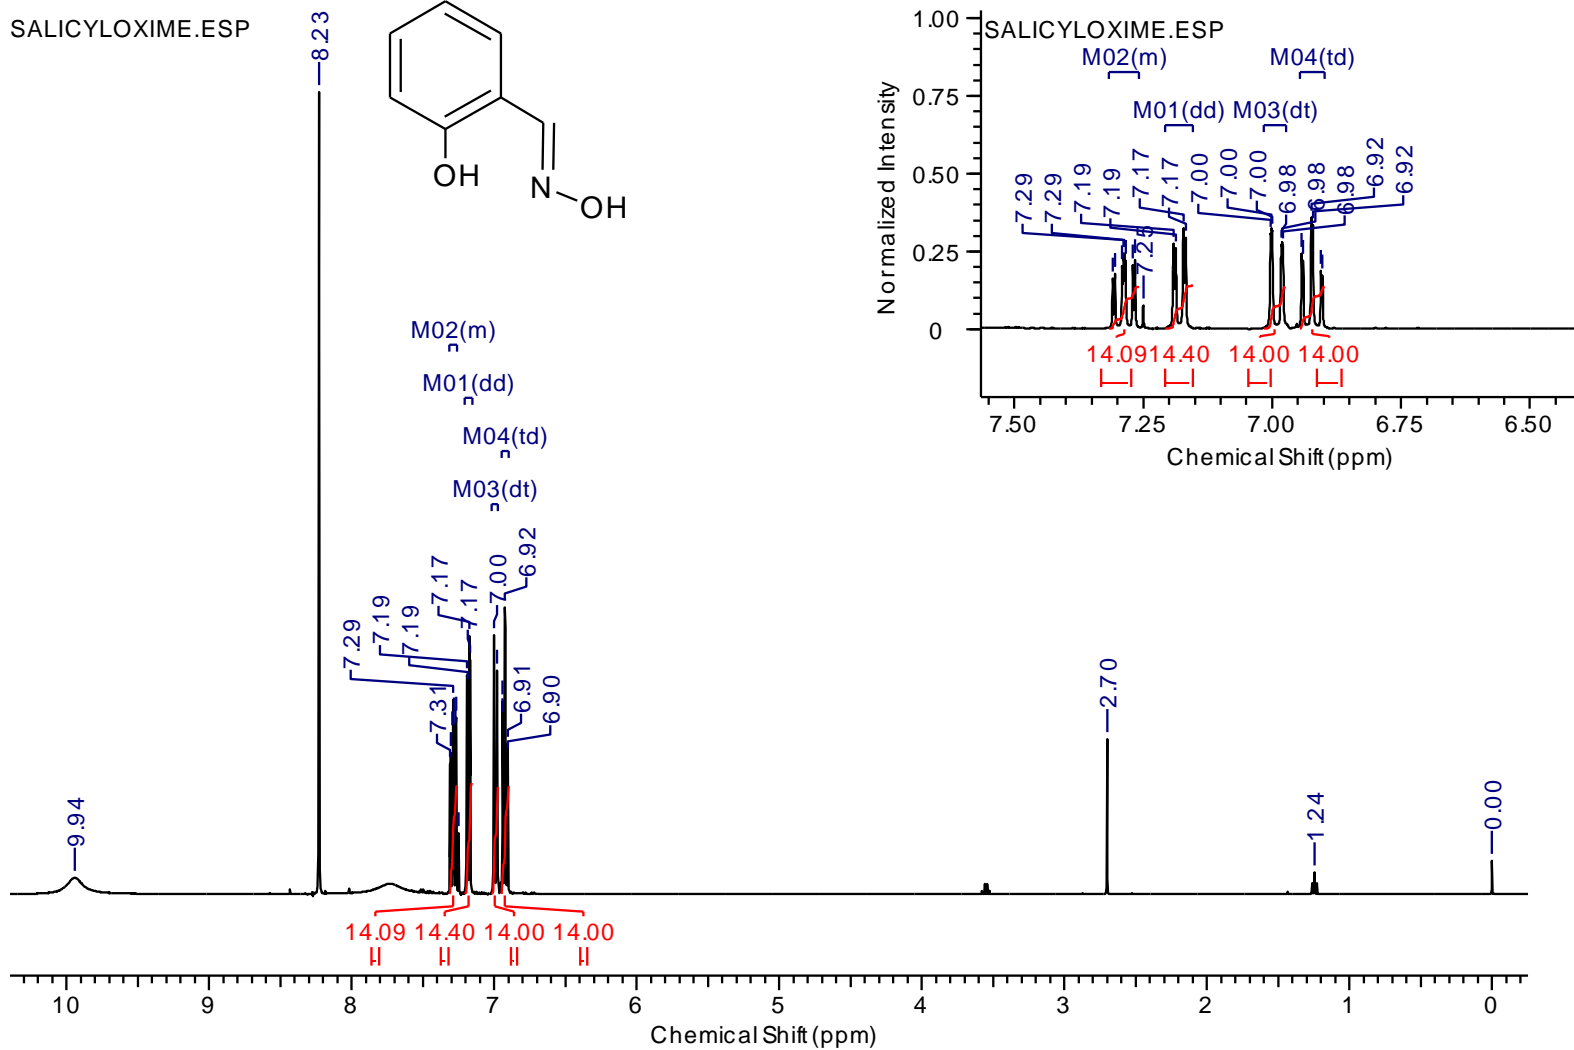 SALICYLOXIME.ESP
8.23
OH
N
OH
M02(m)
M01(dd)
M04(td)
M03(dt)
9.94
7.31
7.29
7.19
7.19
7.17
7.17
7.00
6.92
6.91
6.90
2.70
1.24
0.00
14.09 14.40 14.00 14.00
10 9 8 7 6 5 4 3 2 1 0
Chemical Shift (ppm)
SALICYLOXIME.ESP
M02(m) M04(td)
M01(dd) M03(dt)
7.29
7.29
7.19
7.19
7.17
7.17
7.25
7.00
7.00
7.00
6.98
6.98
6.98
6.92
6.92
1.00
0.75
0.50
0.25
0
Normalized Intensity
14.09 14.40 14.00 14.00
7.50 7.25 7.00 6.75 6.50
Chemical Shift (ppm)